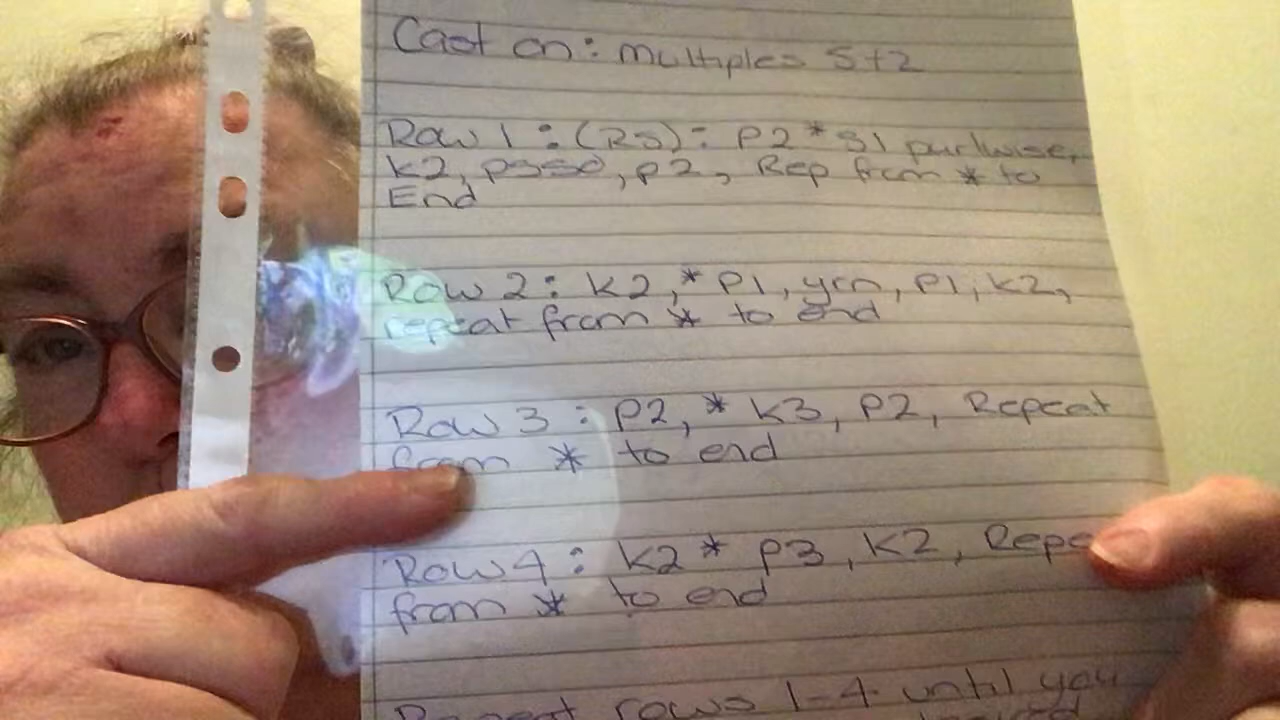 Cast on: multiples 5+2
Row 1: (RS): P2 * S1 purlwise,
k2, psso, p2, Rep from * to
End
Row 2: K2, * P1, yrn, P1, K2,
repeat from * to end
Row 3: P2, * K3, P2, Repeat
from * to end
Row 4: K2 * P3, K2,
from * to end
Repeat rows 1-4 until you